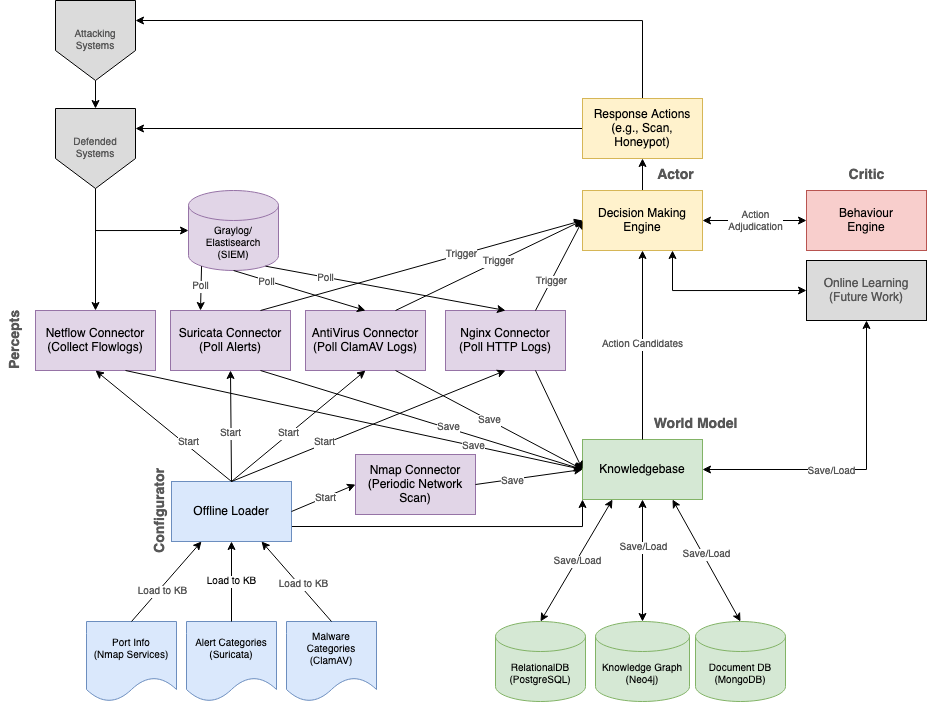 Attacking
Systems
Response Actions
(e.g., Scan,
Honeypot)
Defended
Systems
Actor
Critic
Graylog/
Elastisearch
(SIEM)
Decision Making
Engine
Action
Adjudication
Behaviour
Engine
Trigger
Trigger
Trigger
Poll
Poll
Poll
Online Learning
(Future Work)
Percepts
Netflow Connector
(Collect Flowlogs)
Suricata Connector
(Poll Alerts)
AntiVirus Connector
(Poll ClamAV Logs)
Nginx Connector
(Poll HTTP Logs)
Action Candidates
World Model
Start
Start
Start
Start
Save
Save
Save
Knowledgebase
Save/Load
Nmap Connector
(Periodic Network
Scan)
Save
Start
Configurator
Offline Loader
Load to KB
Load to KB
Load to KB
Save/Load
Save/Load
Save/Load
Port Info
(Nmap Services)
Alert Categories
(Suricata)
Malware
Categories
(ClamAV)
RelationalDB
(PostgreSQL)
Knowledge Graph
(Neo4j)
Document DB
(MongoDB)